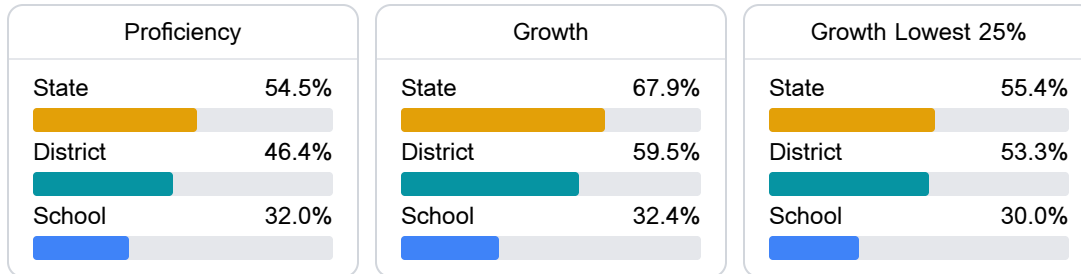 Proficiency
State 54.5%
District 46.4%
School 32.0%
Growth
State 67.9%
District 59.5%
School 32.4%
Growth Lowest 25%
State 55.4%
District 53.3%
School 30.0%